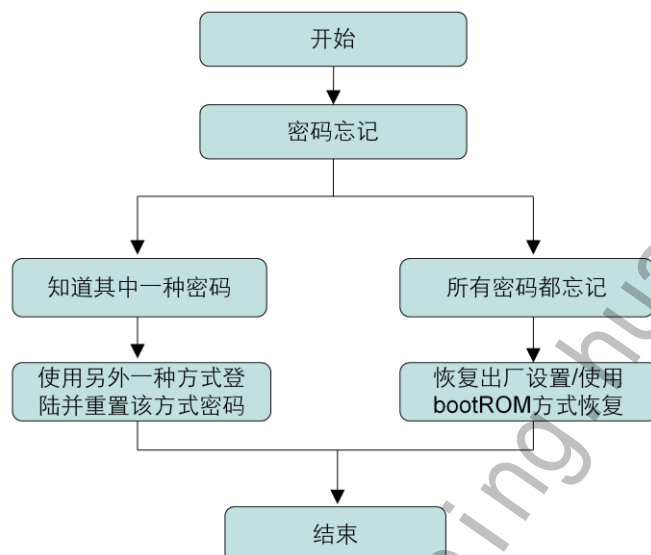 开始
密码忘记
知道其中一种密码
所有密码都忘记
使用另外一种方式登
陆并重置该方式密码
恢复出厂设置/使用
bootROM方式恢复
结束
ning.hua